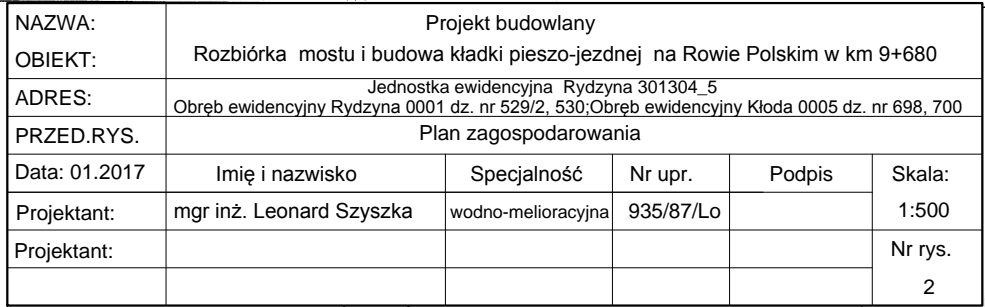 NAZWA: Projekt budowlany
OBIEKT: Rozbiórka mostu i budowa kładki pieszo-jezdnej na Rowie Polskim w km 9+680
ADRES: Jednostka ewidencyjna Rydzyna 301304_5
Obręb ewidencyjny Rydzyna 0001 dz. nr 529/2, 530;Obręb ewidencyjny Kłoda 0005 dz. nr 698, 700
PRZED.RYS. Plan zagospodarowania
Data: 01.2017 Imię i nazwisko Specjalność Nr upr. Podpis Skala:
Projektant: mgr inż. Leonard Szyszka wodno-melioracyjna 935/87/Lo 1:500
Projektant: Nr rys.
2